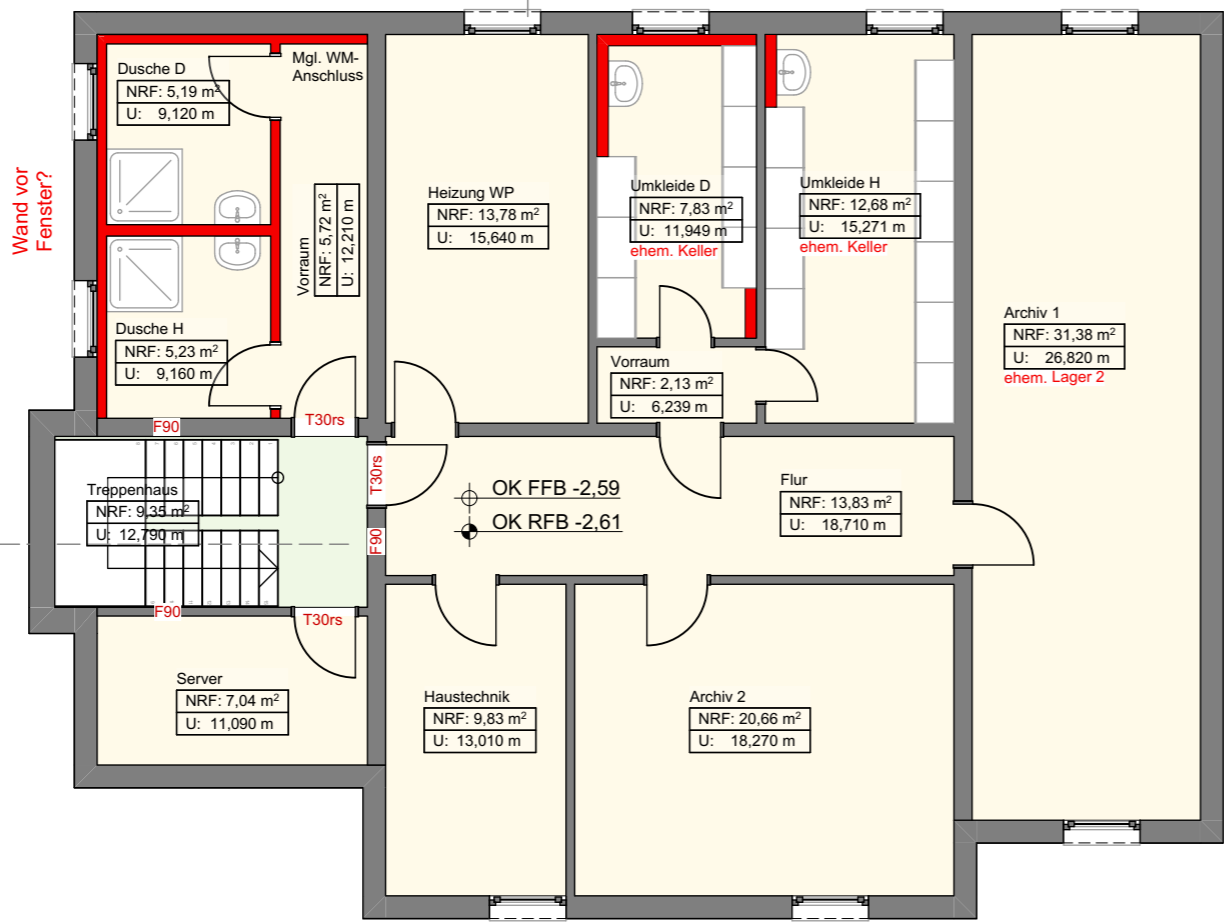 Mgl. WM-
Anschluss
Dusche D
NRF: 5,19 m²
U: 9,120 m
Wand vor
Fenster?
Vorraum
NRF: 5,72 m²
U: 12,210 m
Heizung WP
NRF: 13,78 m²
U: 15,640 m
Umkleide D
NRF: 7,83 m²
U: 11,949 m
ehem. Keller
Umkleide H
NRF: 12,68 m²
U: 15,271 m
ehem. Keller
Archiv 1
NRF: 31,38 m²
U: 26,820 m
ehem. Lager 2
Dusche H
NRF: 5,23 m²
U: 9,160 m
Vorraum
NRF: 2,13 m²
U: 6,239 m
F90
T30rs
T30rs
Treppenhaus
NRF: 9,35 m²
U: 12,790 m
OK FFB -2,59
OK RFB -2,61
Flur
NRF: 13,83 m²
U: 18,710 m
F90
F90
T30rs
Server
NRF: 7,04 m²
U: 11,090 m
Haustechnik
NRF: 9,83 m²
U: 13,010 m
Archiv 2
NRF: 20,66 m²
U: 18,270 m